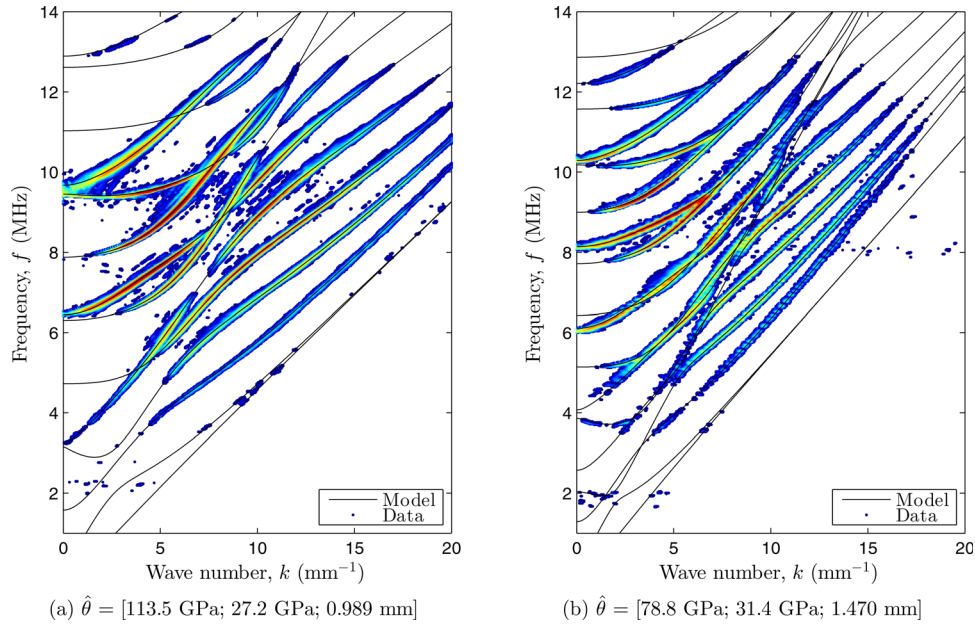 14
12
10
8
6
4
2
0 5 10 15 20
Frequency, f (MHz)
Wave number, k (mm⁻¹)
Model
Data
(a) θ̂ = [113.5 GPa; 27.2 GPa; 0.989 mm]
14
12
10
8
6
4
2
0 5 10 15 20
Frequency, f (MHz)
Wave number, k (mm⁻¹)
Model
Data
(b) θ̂ = [78.8 GPa; 31.4 GPa; 1.470 mm]